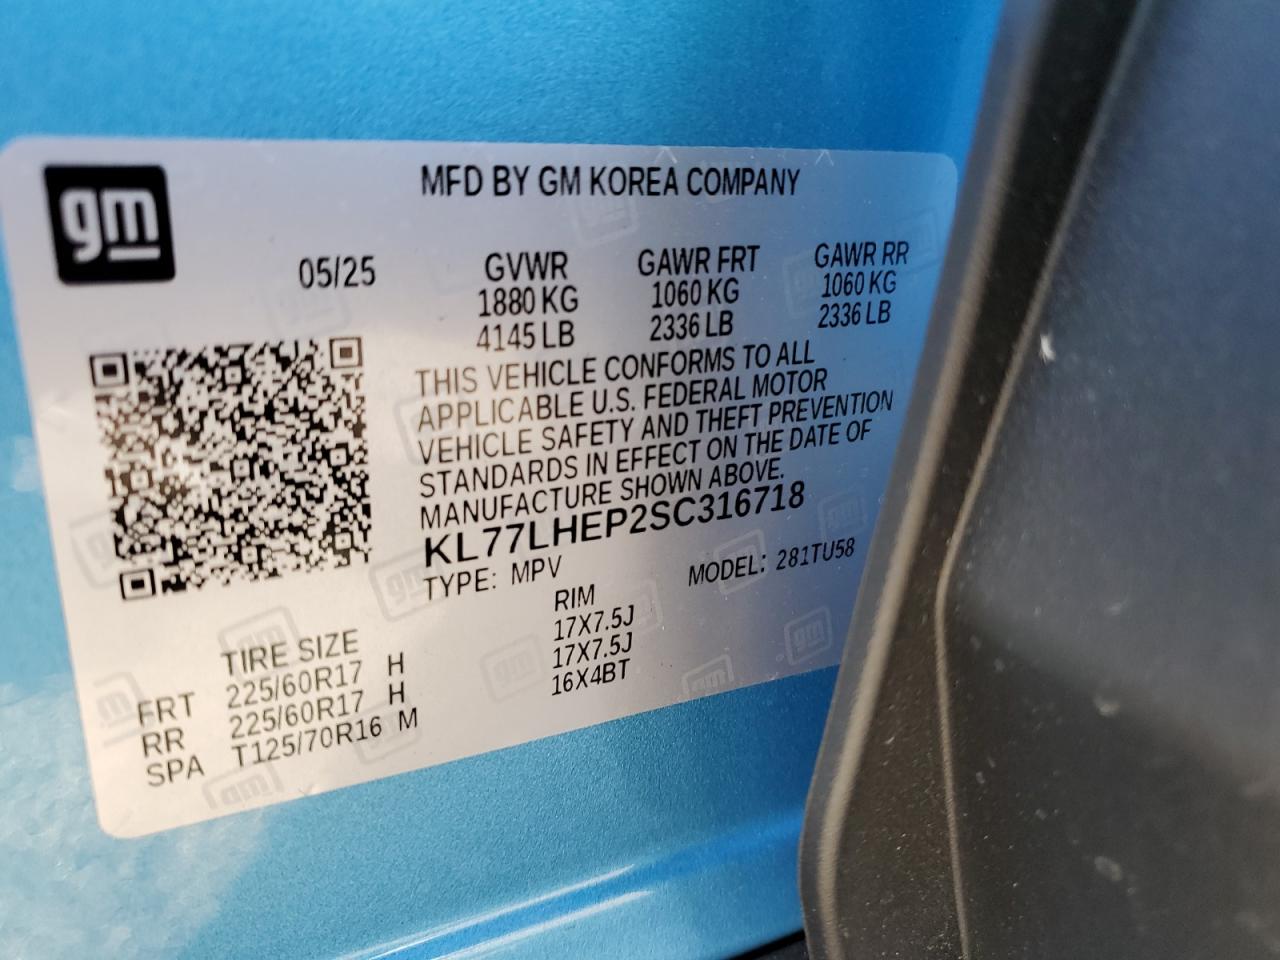 gm
MFD BY GM KOREA COMPANY
05/25 GVWR GAWR FRT GAWR RR
1880 KG 1060 KG 1060 KG
4145 LB 2336 LB 2336 LB
THIS VEHICLE CONFORMS TO ALL
APPLICABLE U.S. FEDERAL MOTOR
VEHICLE SAFETY AND THEFT PREVENTION
STANDARDS IN EFFECT ON THE DATE OF
MANUFACTURE SHOWN ABOVE.
KL77LHEP2SC316718
TYPE: MPV MODEL: 281TU58
TIRE SIZE RIM
FRT 225/60R17 H 17X7.5J
RR 225/60R17 H 17X7.5J
SPA T125/70R16 M 16X4BT